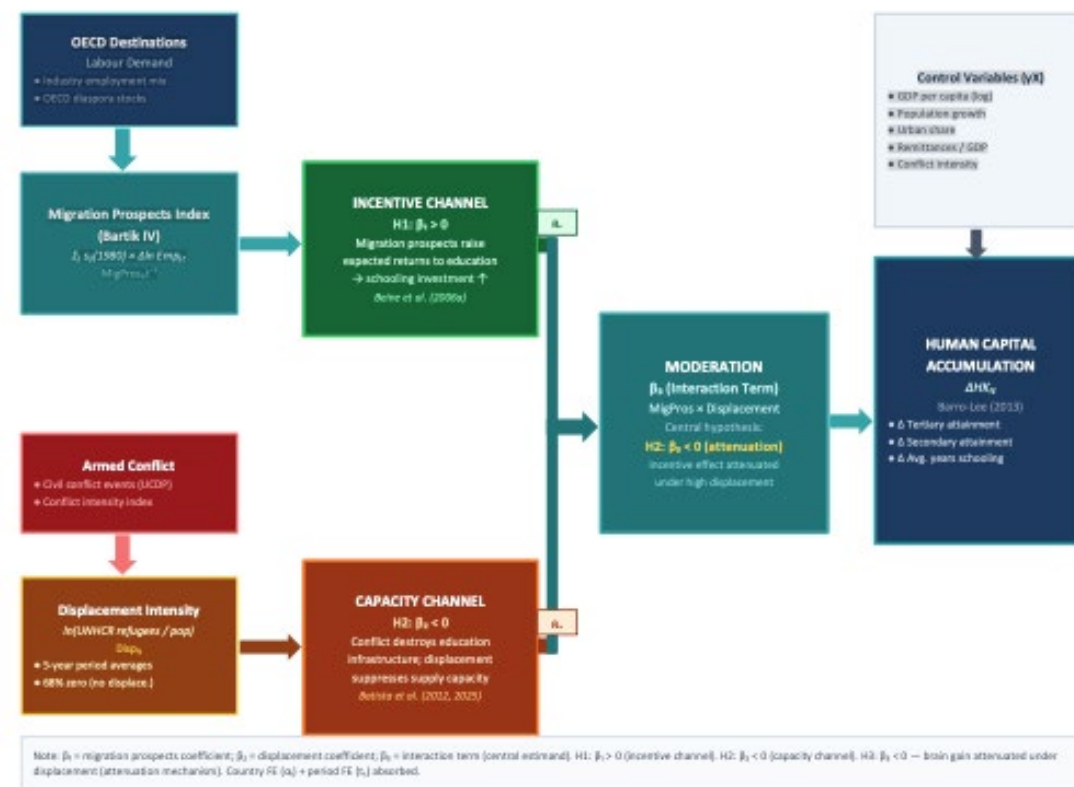 OECD Destinations
Labour Demand
• Industry employment mix
• OECD diaspora stocks
Migration Prospects Index
(Bartik IV)
Control Variables (γX)
• GDP per capita (log)
• Population growth
• Urban share
• Remittances / GDP
• Conflict intensity
INCENTIVE CHANNEL
H1: β₁ > 0
Migration prospects raise
expected returns to education
→ schooling investment ↑
Beine et al. (2006a)
MODERATION
β₃ (Interaction Term)
MigPros × Displacement
Central hypothesis:
H2: β₃ < 0 (attenuation)
incentive effect attenuated
under high displacement
HUMAN CAPITAL
ACCUMULATION
ΔHXᵢₜ
Barro-Lee (2013)
• Δ Tertiary attainment
• Δ Secondary attainment
• Δ Avg. years schooling
Armed Conflict
• Civil conflict events (UCDP)
• Conflict intensity index
Displacement Intensity
ln(UNHCR refugees / pop)
• 5-year period averages
• 68% zero (no displace.)
CAPACITY CHANNEL
H2: < 0
Conflict destroys education
infrastructure; displacement
suppresses supply capacity
Batista et al. (2012, 2025)
Note: β₁ = migration prospects coefficient; β₂ = displacement coefficient; β₃ = interaction term (central estimand). H1: β₁ > 0 (incentive channel). H2: β₂ < 0 (capacity channel). H3: β₃ < 0 — brain gain attenuated under
displacement (attenuation mechanism). Country FE + period FE absorbed.